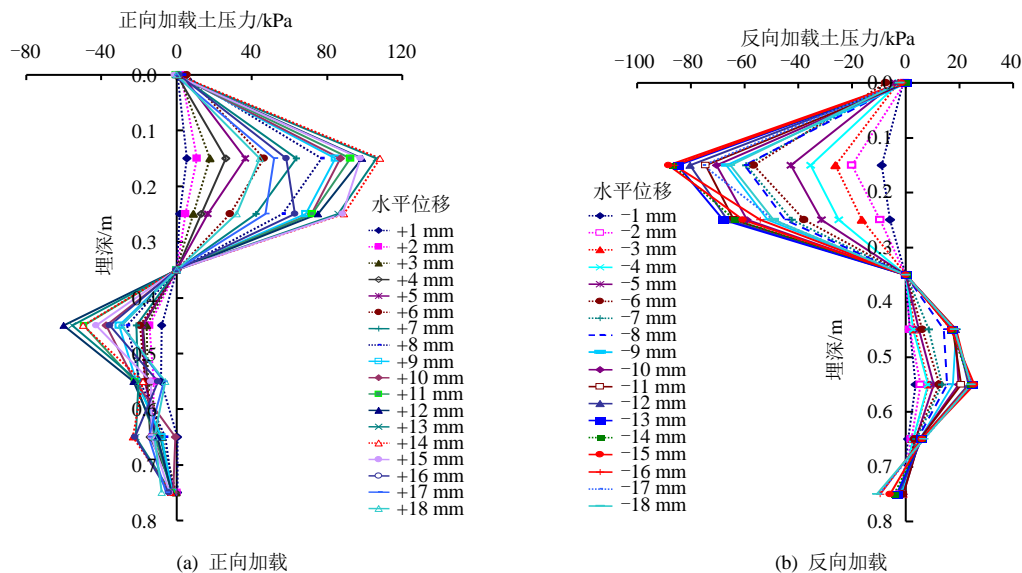 正向加载土压力/kPa
−80 −40 0 40 80 120
0.0
0.1
0.2
0.3
0.4
0.5
0.6
0.7
0.8
埋深/m
水平位移
+1 mm
+2 mm
+3 mm
+4 mm
+5 mm
+6 mm
+7 mm
+8 mm
+9 mm
+10 mm
+11 mm
+12 mm
+13 mm
+14 mm
+15 mm
+16 mm
+17 mm
+18 mm
(a) 正向加载
反向加载土压力/kPa
−100 −80 −60 −40 −20 0 20 40
0.0
0.1
0.2
0.3
0.4
0.5
0.6
0.7
0.8
埋深/m
水平位移
−1 mm
−2 mm
−3 mm
−4 mm
−5 mm
−6 mm
−7 mm
−8 mm
−9 mm
−10 mm
−11 mm
−12 mm
−13 mm
−14 mm
−15 mm
−16 mm
−17 mm
−18 mm
(b) 反向加载